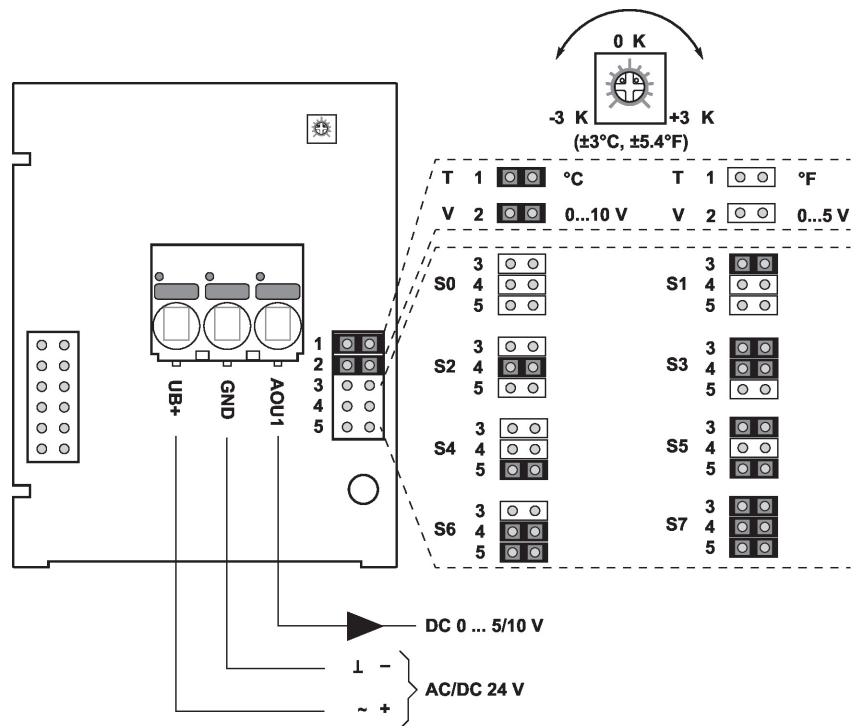 0 K
-3 K +3 K
(±3°C, ±5.4°F)
T 1 °C T 1 °F
V 2 0...10 V V 2 0...5 V
S0 3 4 5 S1 3 4 5
S2 3 4 5 S3 3 4 5
S4 3 4 5 S5 3 4 5
S6 3 4 5 S7 3 4 5
1
2
3
4
5
UB+ GND AOU1
DC 0 ... 5/10 V
⊥ −
AC/DC 24 V
~ +